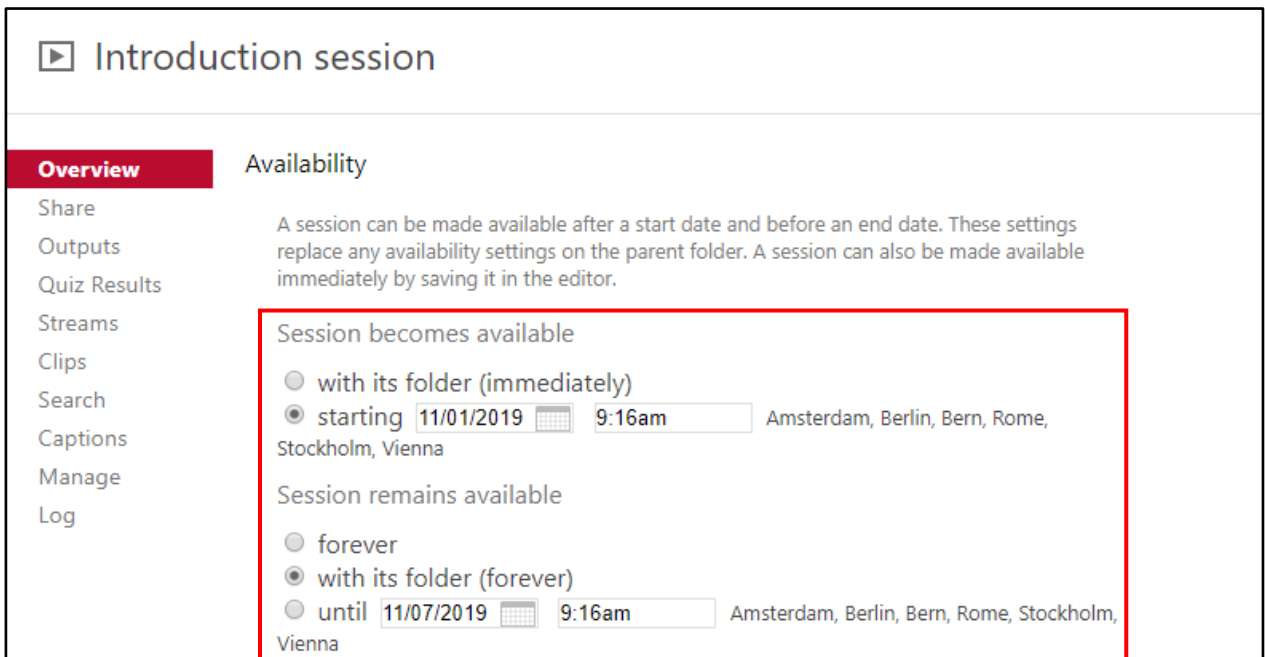 Introduction session
Overview
Share
Outputs
Quiz Results
Streams
Clips
Search
Captions
Manage
Log
Availability
A session can be made available after a start date and before an end date. These settings
replace any availability settings on the parent folder. A session can also be made available
immediately by saving it in the editor.
Session becomes available
with its folder (immediately)
starting 11/01/2019 9:16am Amsterdam, Berlin, Bern, Rome,
Stockholm, Vienna
Session remains available
forever
with its folder (forever)
until 11/07/2019 9:16am Amsterdam, Berlin, Bern, Rome, Stockholm,
Vienna